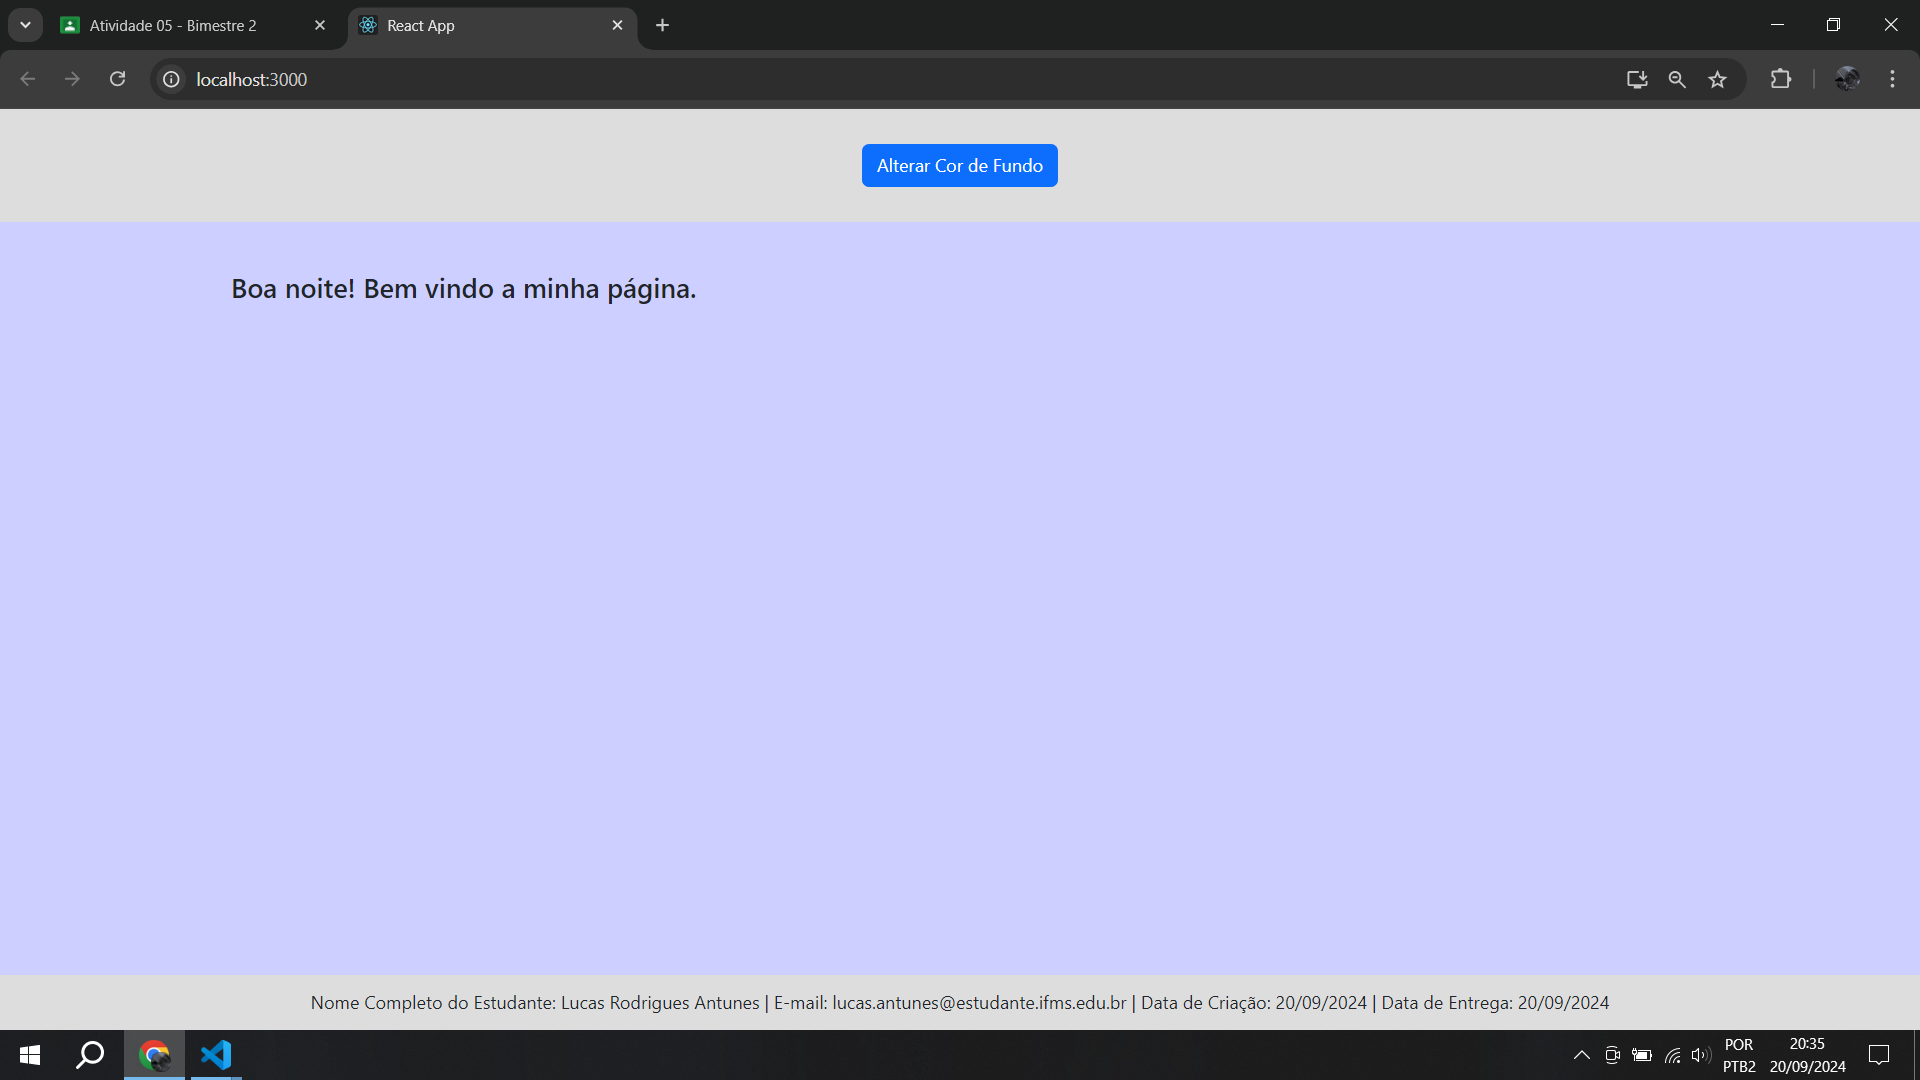 Atividade 05 - Bimestre 2
React App
localhost:3000
Alterar Cor de Fundo
Boa noite! Bem vindo a minha página.
Nome Completo do Estudante: Lucas Rodrigues Antunes | E-mail: lucas.antunes@estudante.ifms.edu.br | Data de Criação: 20/09/2024 | Data de Entrega: 20/09/2024
POR
PTB2
20:35
20/09/2024